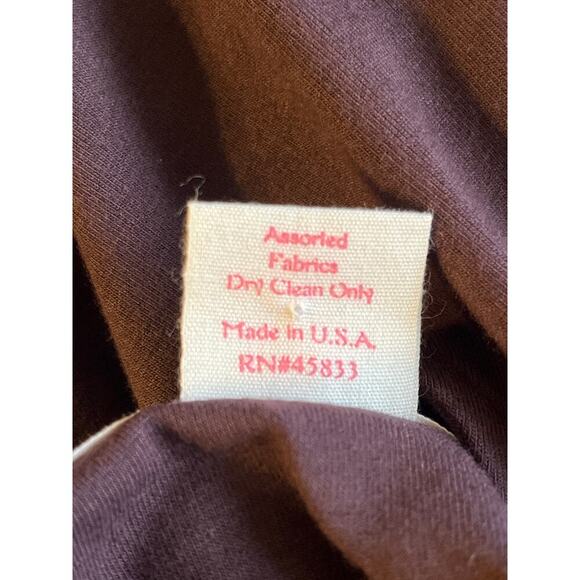 Assorted
Fabrics
Dry Clean Only
Made in U.S.A.
RN#45833